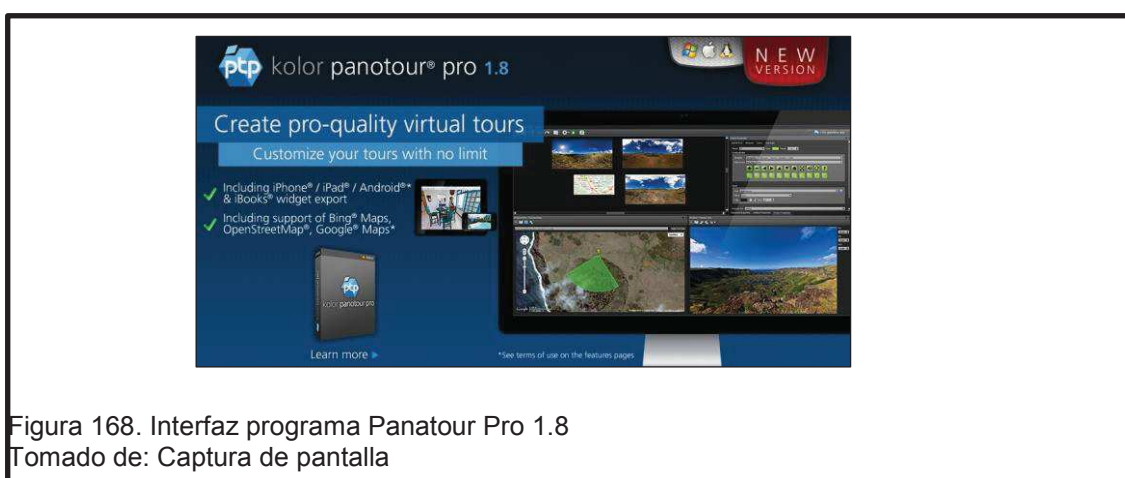 ptp kolor panotour® pro 1.8
NEW
VERSION
Create pro-quality virtual tours
Customize your tours with no limit
Including iPhone® / iPad® / Android®*
& iBooks® widget export
Including support of Bing® Maps,
OpenStreetMap®, Google® Maps*
ptp
kolor panotour pro
Learn more
*See terms of use on the features pages
Figura 168. Interfaz programa Panatour Pro 1.8
Tomado de: Captura de pantalla